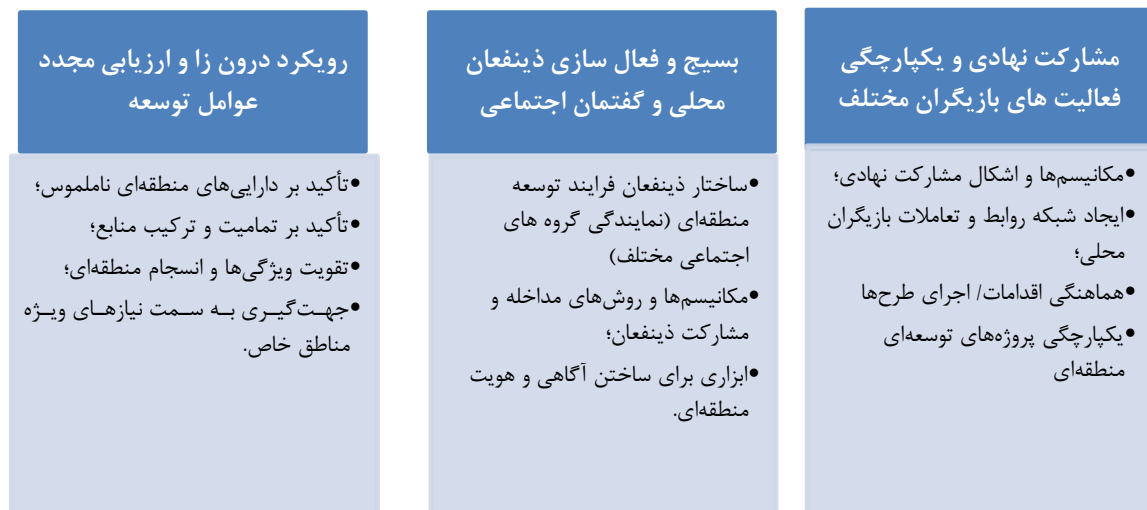 مشارکت نهادی و یکپارچگی
فعالیت های بازیگران مختلف
•مکانیسم‌ها و اشکال مشارکت نهادی؛
•ایجاد شبکه روابط و تعاملات بازیگران
محلی؛
•هماهنگی اقدامات/ اجرای طرح‌ها
•یکپارچگی پروژه‌های توسعه‌ای
منطقه‌ای
بسیج و فعال سازی ذینفعان
محلی و گفتمان اجتماعی
•ساختار ذینفعان فرایند توسعه
منطقه‌ای (نمایندگی گروه های
اجتماعی مختلف)
•مکانیسم‌ها و روش‌های مداخله و
مشارکت ذینفعان؛
•ابزاری برای ساختن آگاهی و هویت
منطقه‌ای.
رویکرد درون زا و ارزیابی مجدد
عوامل توسعه
•تأکید بر دارایی‌های منطقه‌ای ناملموس؛
•تأکید بر تمامیت و ترکیب منابع؛
•تقویت ویژگی‌ها و انسجام منطقه‌ای؛
•جهت‌گیری به سمت نیازهای ویژه
مناطق خاص.